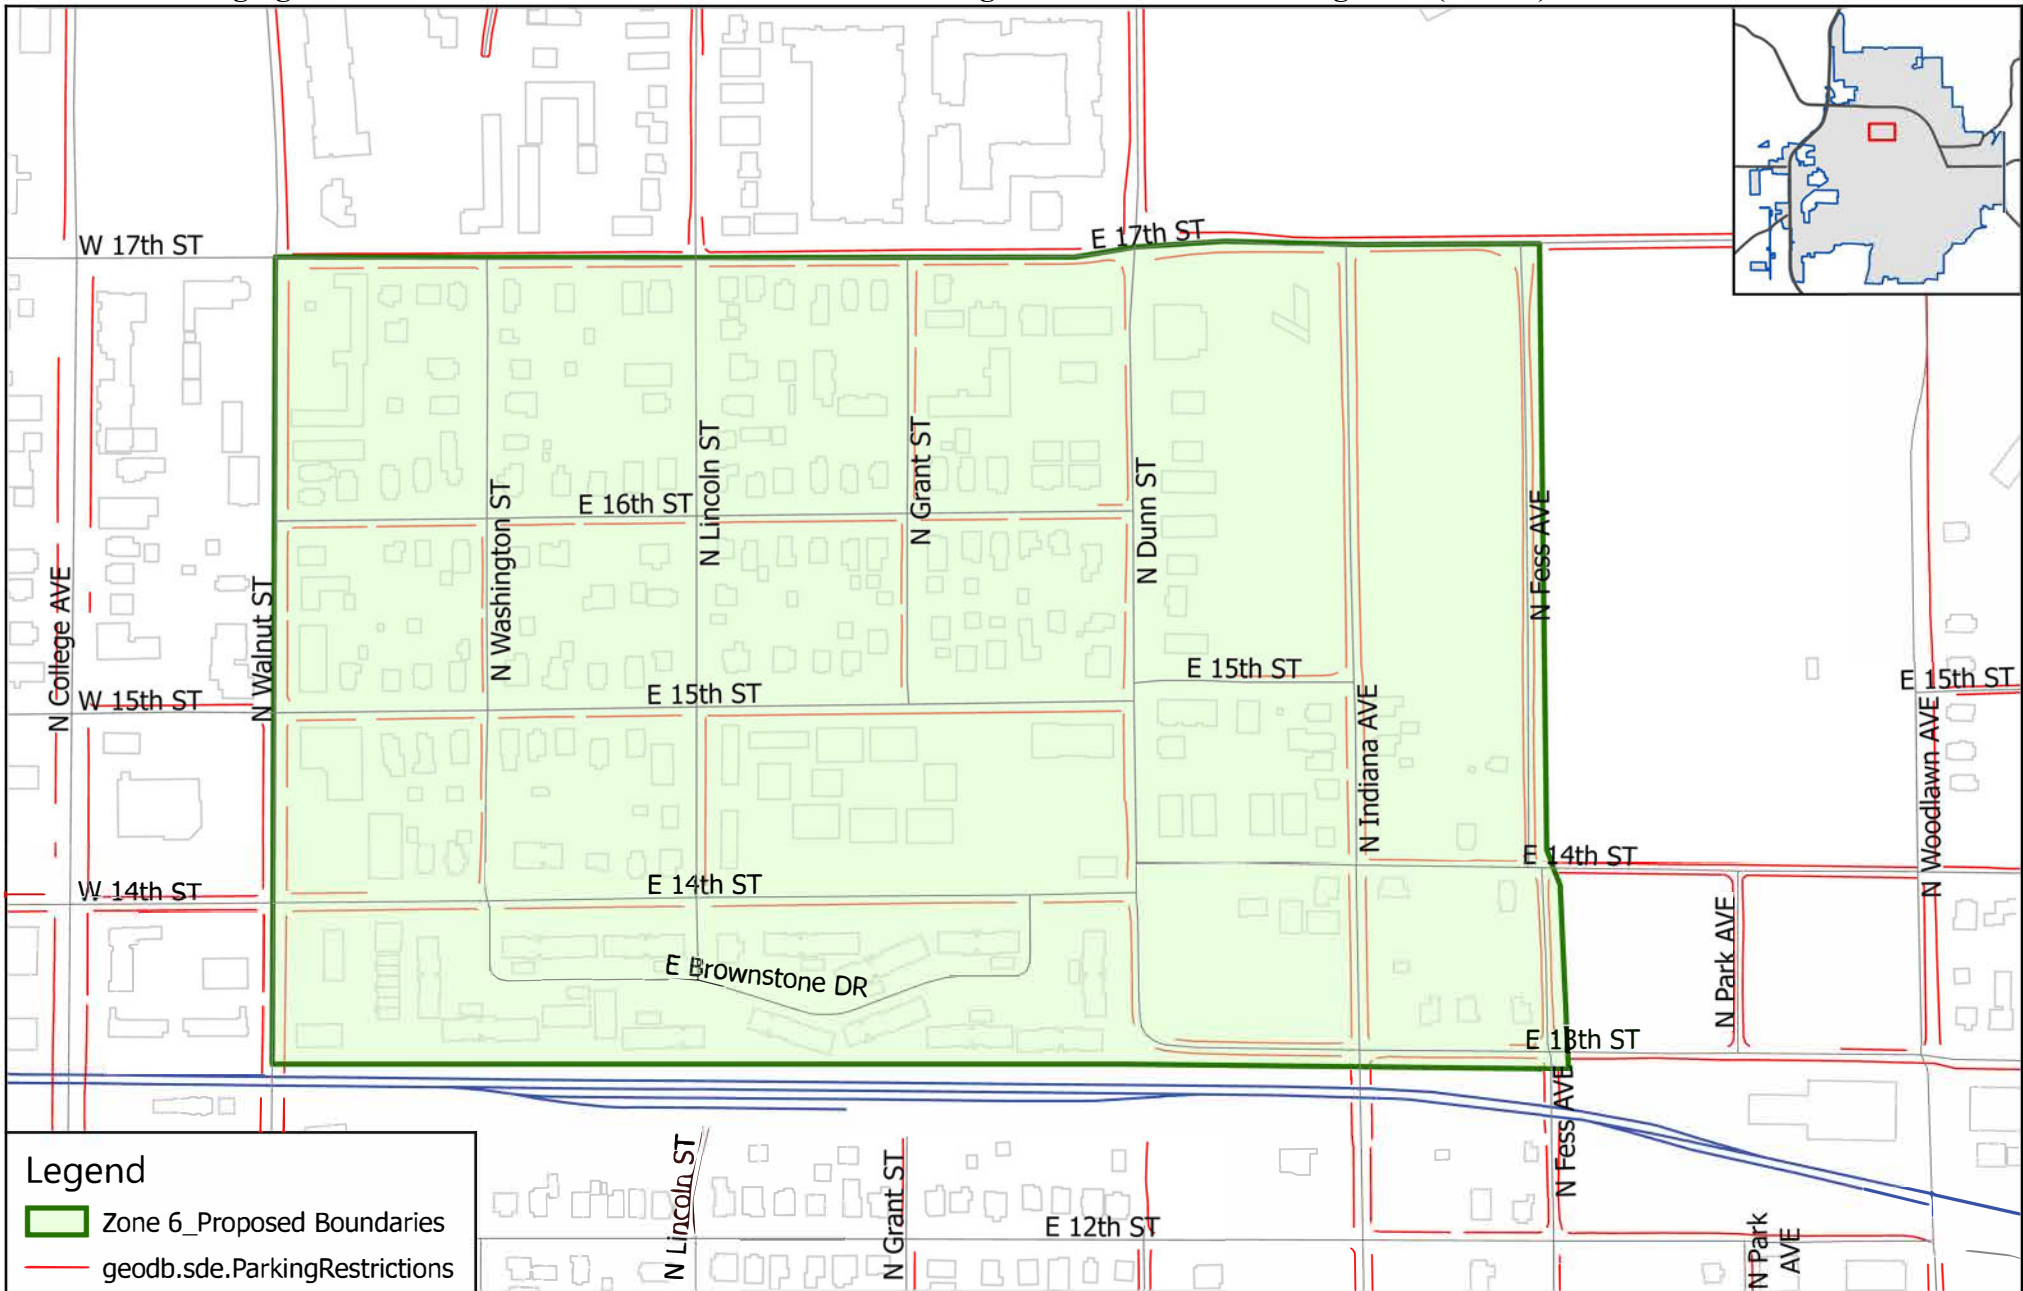 E 17th ST
W 17th ST
N Lincoln ST
N Grant ST
N Dunn ST
N Washington ST
E 16th ST
N Fess AVE
N College AVE
N Walnut ST
E 15th ST
E 15th ST
E 15th ST
W 15th ST
N Indiana AVE
N Woodlawn AVE
E 14th ST
E 14th ST
W 14th ST
N Park AVE
E Brownstone DR
E 13th ST
N Fess AVE
N Lincoln ST
N Grant ST
E 12th ST
N Park
AVE
Legend
Zone 6_Proposed Boundaries
geodb.sde.ParkingRestrictions